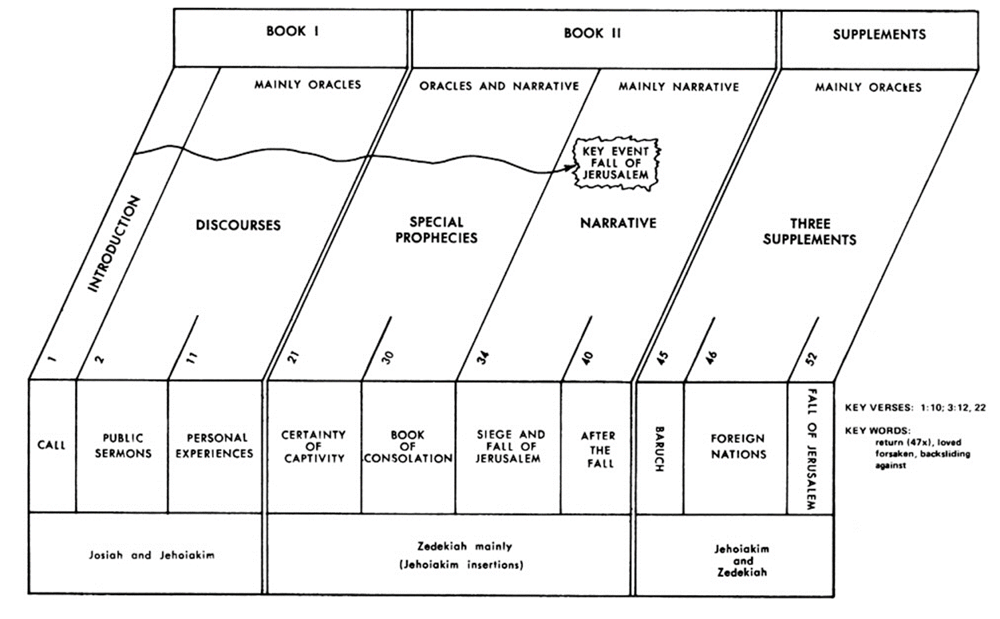 BOOK I
BOOK II
SUPPLEMENTS
MAINLY ORACLES
ORACLES AND NARRATIVE
MAINLY NARRATIVE
MAINLY ORACLES
KEY EVENT
FALL OF
JERUSALEM
INTRODUCTION
DISCOURSES
SPECIAL
PROPHECIES
NARRATIVE
THREE
SUPPLEMENTS
1
2
11
21
30
34
40
45
46
52
CALL
PUBLIC
SERMONS
PERSONAL
EXPERIENCES
CERTAINTY
OF
CAPTIVITY
BOOK
OF
CONSOLATION
SIEGE AND
FALL OF
JERUSALEM
AFTER
THE
FALL
BARUCH
FOREIGN
NATIONS
FALL OF JERUSALEM
KEY VERSES: 1:10; 3:12, 22
KEY WORDS:
return (47x), loved
forsaken, backsliding
against
Josiah and Jehoiakim
Zedekiah mainly
(Jehoiakim insertions)
Jehoiakim
and
Zedekiah